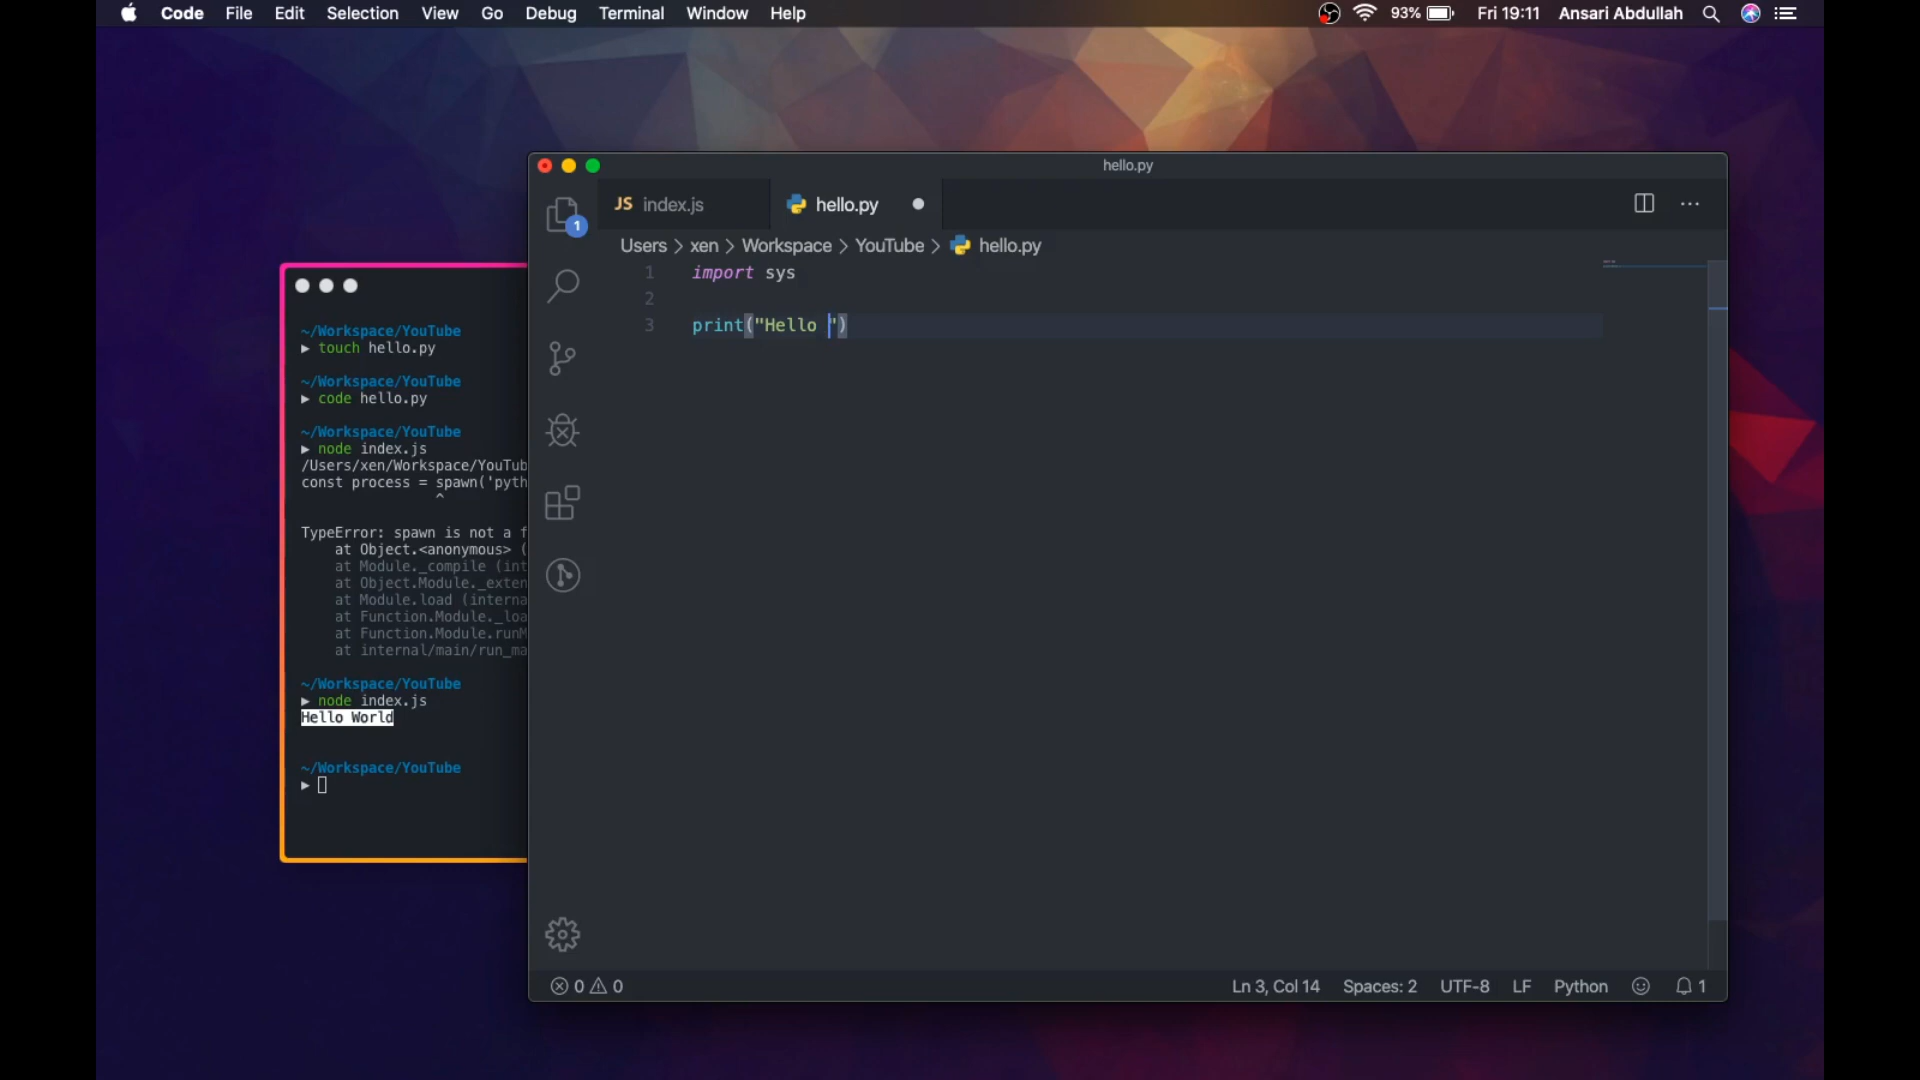 Code File Edit Selection View Go Debug Terminal Window Help 93% Fri 19:11 Ansari Abdullah
hello.py
JS index.js hello.py
1
Users > xen > Workspace > YouTube > hello.py
1 import sys
2
3 print("Hello ")
~/Workspace/YouTube
▶ touch hello.py
~/Workspace/YouTube
▶ code hello.py
~/Workspace/YouTube
▶ node index.js
/Users/xen/Workspace/YouTub
const process = spawn('pyth
^
TypeError: spawn is not a f
at Object.<anonymous> (
at Module._compile (int
at Object.Module._exten
at Module.load (interna
at Function.Module._loa
at Function.Module.runM
at internal/main/run_ma
~/Workspace/YouTube
▶ node index.js
Hello World
~/Workspace/YouTube
▶
0 0 Ln 3, Col 14 Spaces: 2 UTF-8 LF Python 1